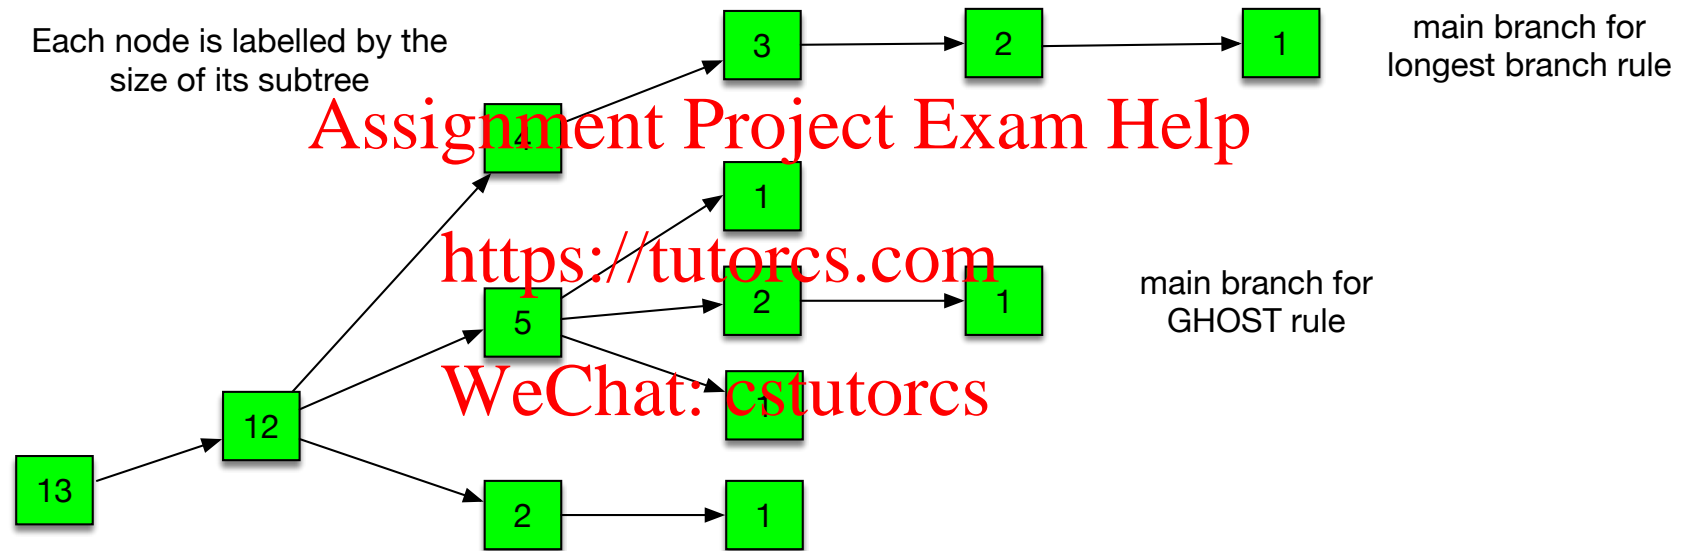 Each node is labelled by the
size of its subtree
3
2
1
main branch for
longest branch rule
4
Assignment Project Exam Help
1
https://tutorcs.com
5
2
1
main branch for
GHOST rule
WeChat: cstutorcs
1
12
13
2
1